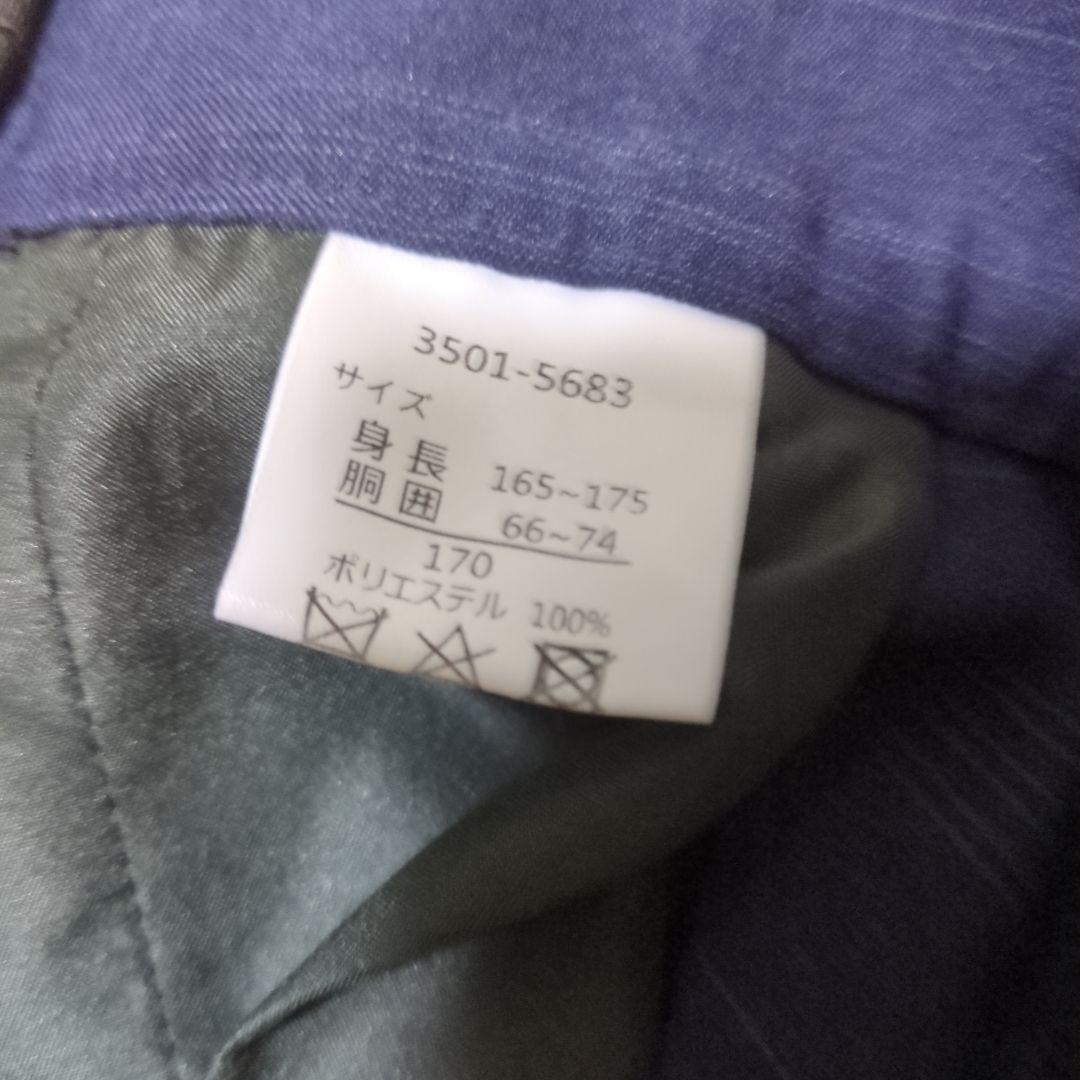 3501-5683
サイズ
身長 165~175
胴囲 66~74
170
ポリエステル 100%